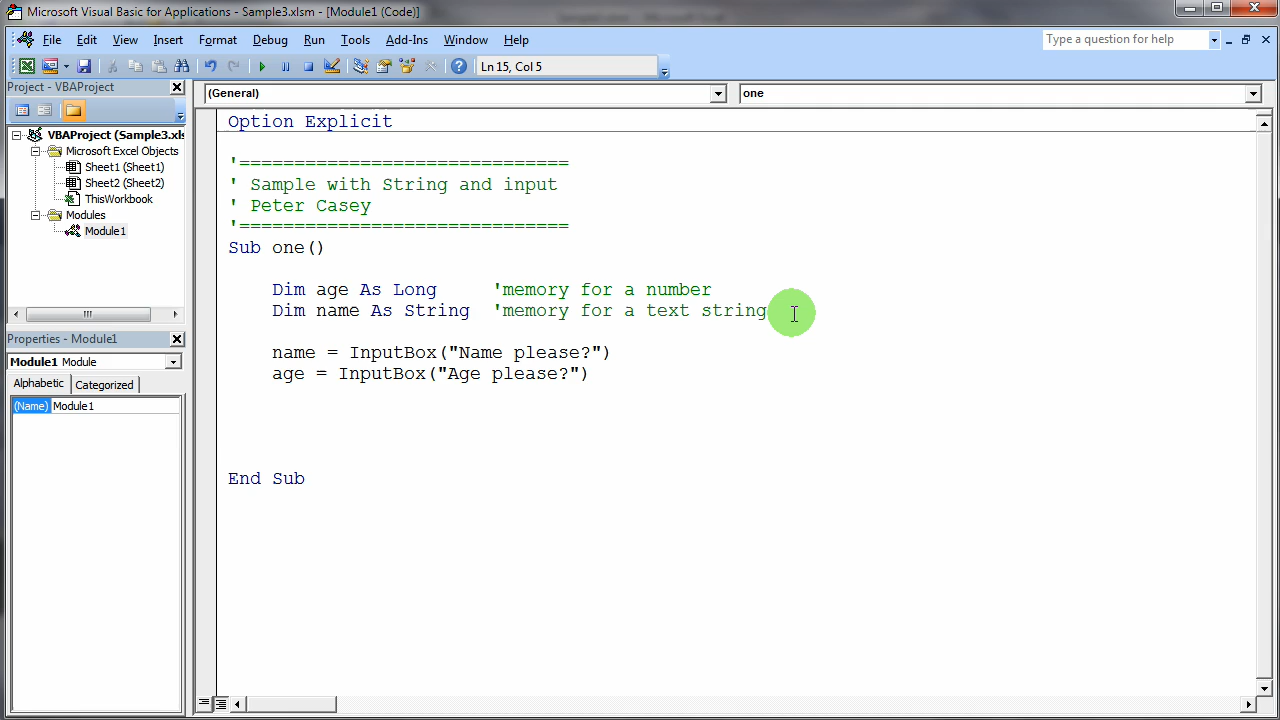 Microsoft Visual Basic for Applications - Sample3.xlsm - [Module1 (Code)]
File Edit View Insert Format Debug Run Tools Add-Ins Window Help
Type a question for help
Ln 15, Col 5
Project - VBAProject
(General)
one
VBAProject (Sample3.xls
Microsoft Excel Objects
Sheet1 (Sheet1)
Sheet2 (Sheet2)
ThisWorkbook
Modules
Module1
Properties - Module1
Module1 Module
Alphabetic Categorized
(Name) Module1
Option Explicit
'==============================
' Sample with String and input
' Peter Casey
'==============================
Sub one()
Dim age As Long 'memory for a number
Dim name As String 'memory for a text string
name = InputBox("Name please?")
age = InputBox("Age please?")
End Sub